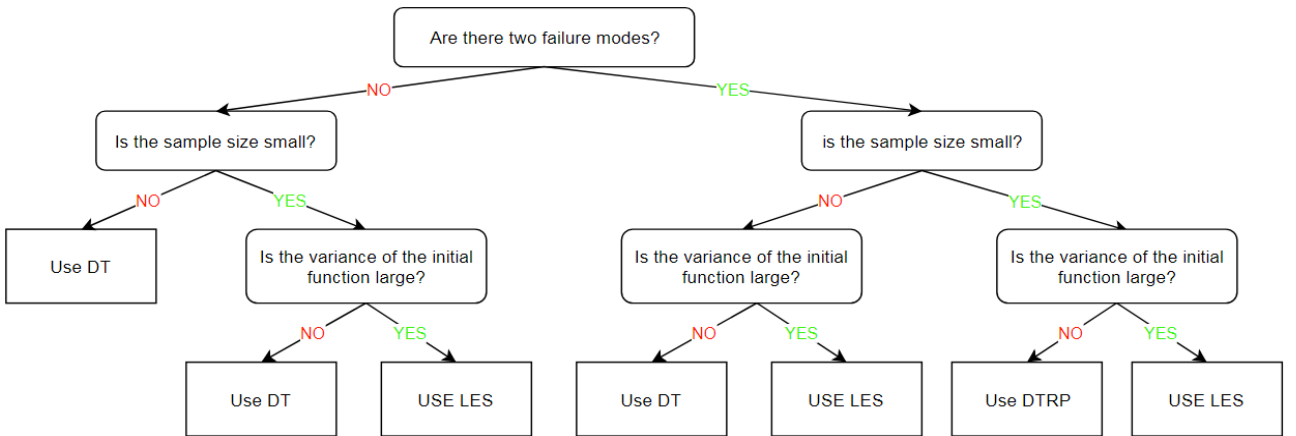 Are there two failure modes?
NO
YES
Is the sample size small?
is the sample size small?
NO
YES
NO
YES
Use DT
Is the variance of the initial
function large?
Is the variance of the initial
function large?
Is the variance of the initial
function large?
NO
YES
NO
YES
NO
YES
Use DT
USE LES
Use DT
USE LES
Use DTRP
USE LES